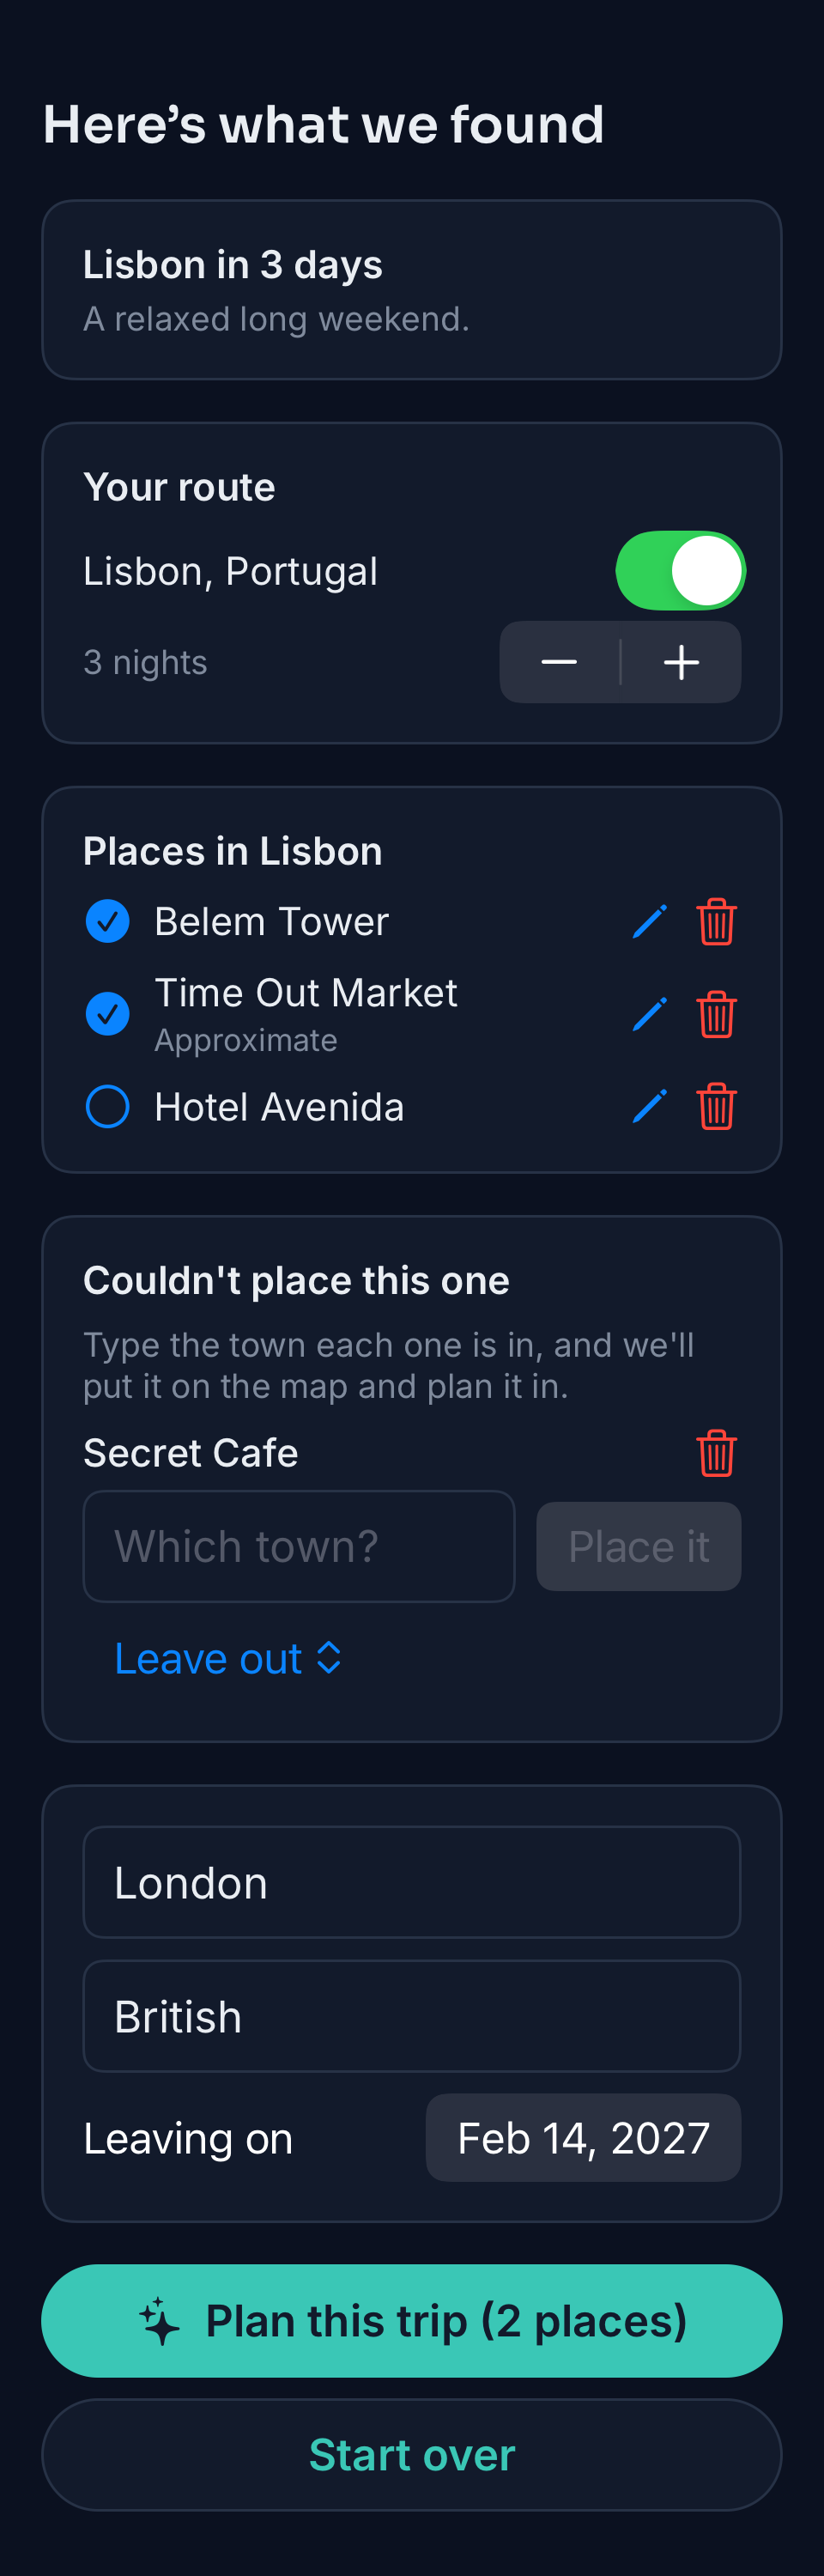 Here’s what we found
Lisbon in 3 days
A relaxed long weekend.
Your route
Lisbon, Portugal
3 nights
Places in Lisbon
Belem Tower
Time Out Market
Approximate
Hotel Avenida
Couldn't place this one
Type the town each one is in, and we'll
put it on the map and plan it in.
Secret Cafe
Which town?
Place it
Leave out
London
British
Leaving on
Feb 14, 2027
Plan this trip (2 places)
Start over